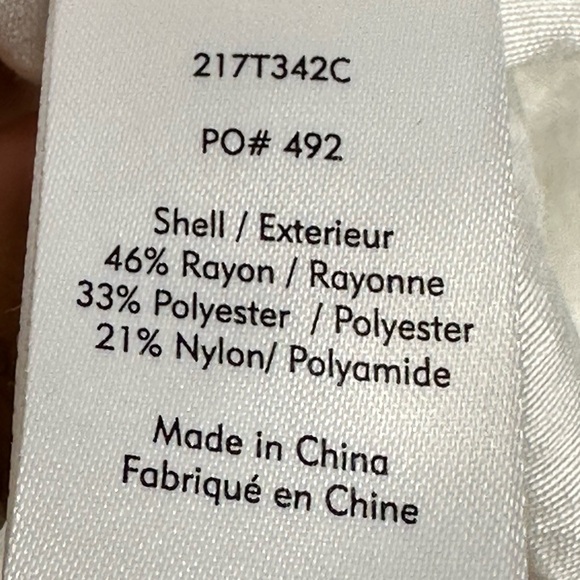 217T342C
PO# 492
Shell / Exterieur
46% Rayon / Rayonne
33% Polyester / Polyester
21% Nylon/ Polyamide
Made in China
Fabriqué en Chine